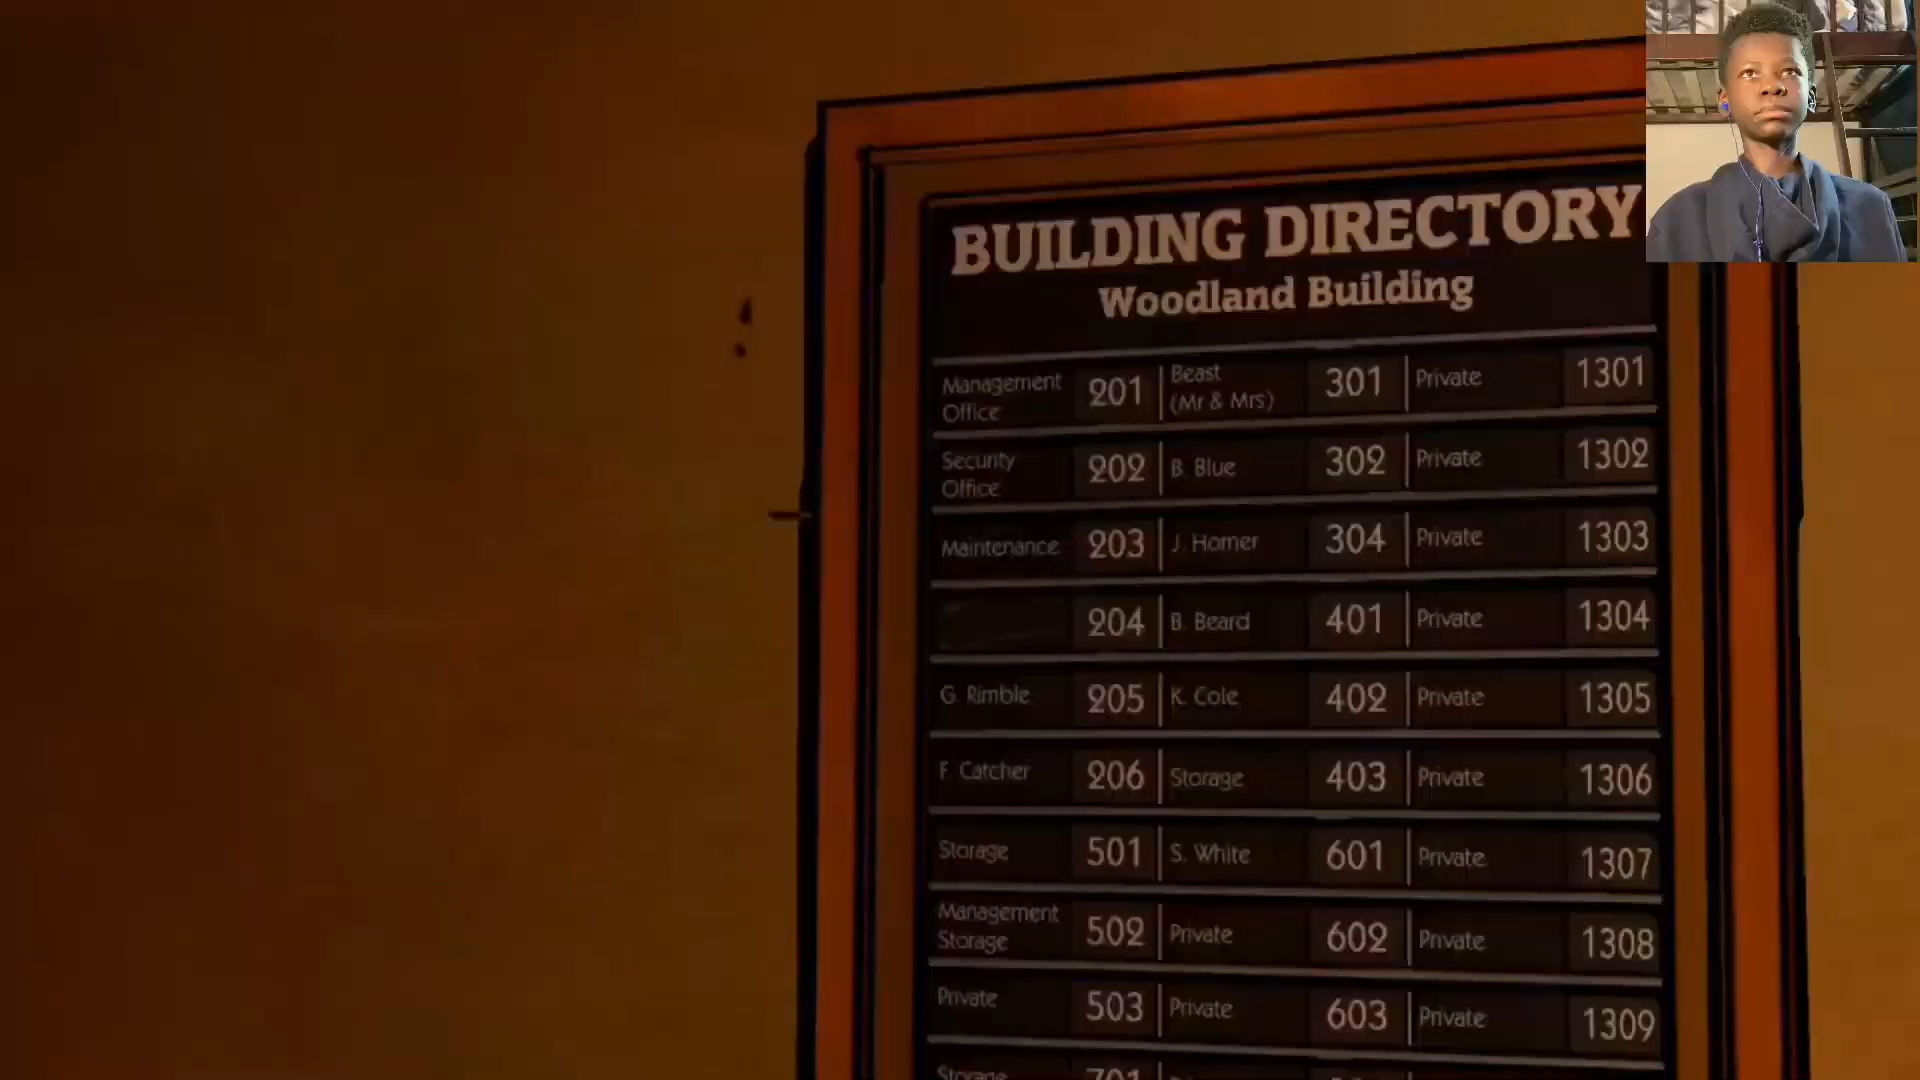 BUILDING DIRECTORY
Woodland Building
Management Office 201 Beast (Mr & Mrs) 301 Private 1301
Security Office 202 B. Blue 302 Private 1302
Maintenance 203 J. Horner 304 Private 1303
204 B. Beard 401 Private 1304
G. Rimble 205 K. Cole 402 Private 1305
F. Catcher 206 Storage 403 Private 1306
Storage 501 S. White 601 Private 1307
Management Storage 502 Private 602 Private 1308
Private 503 Private 603 Private 1309
Storage 701